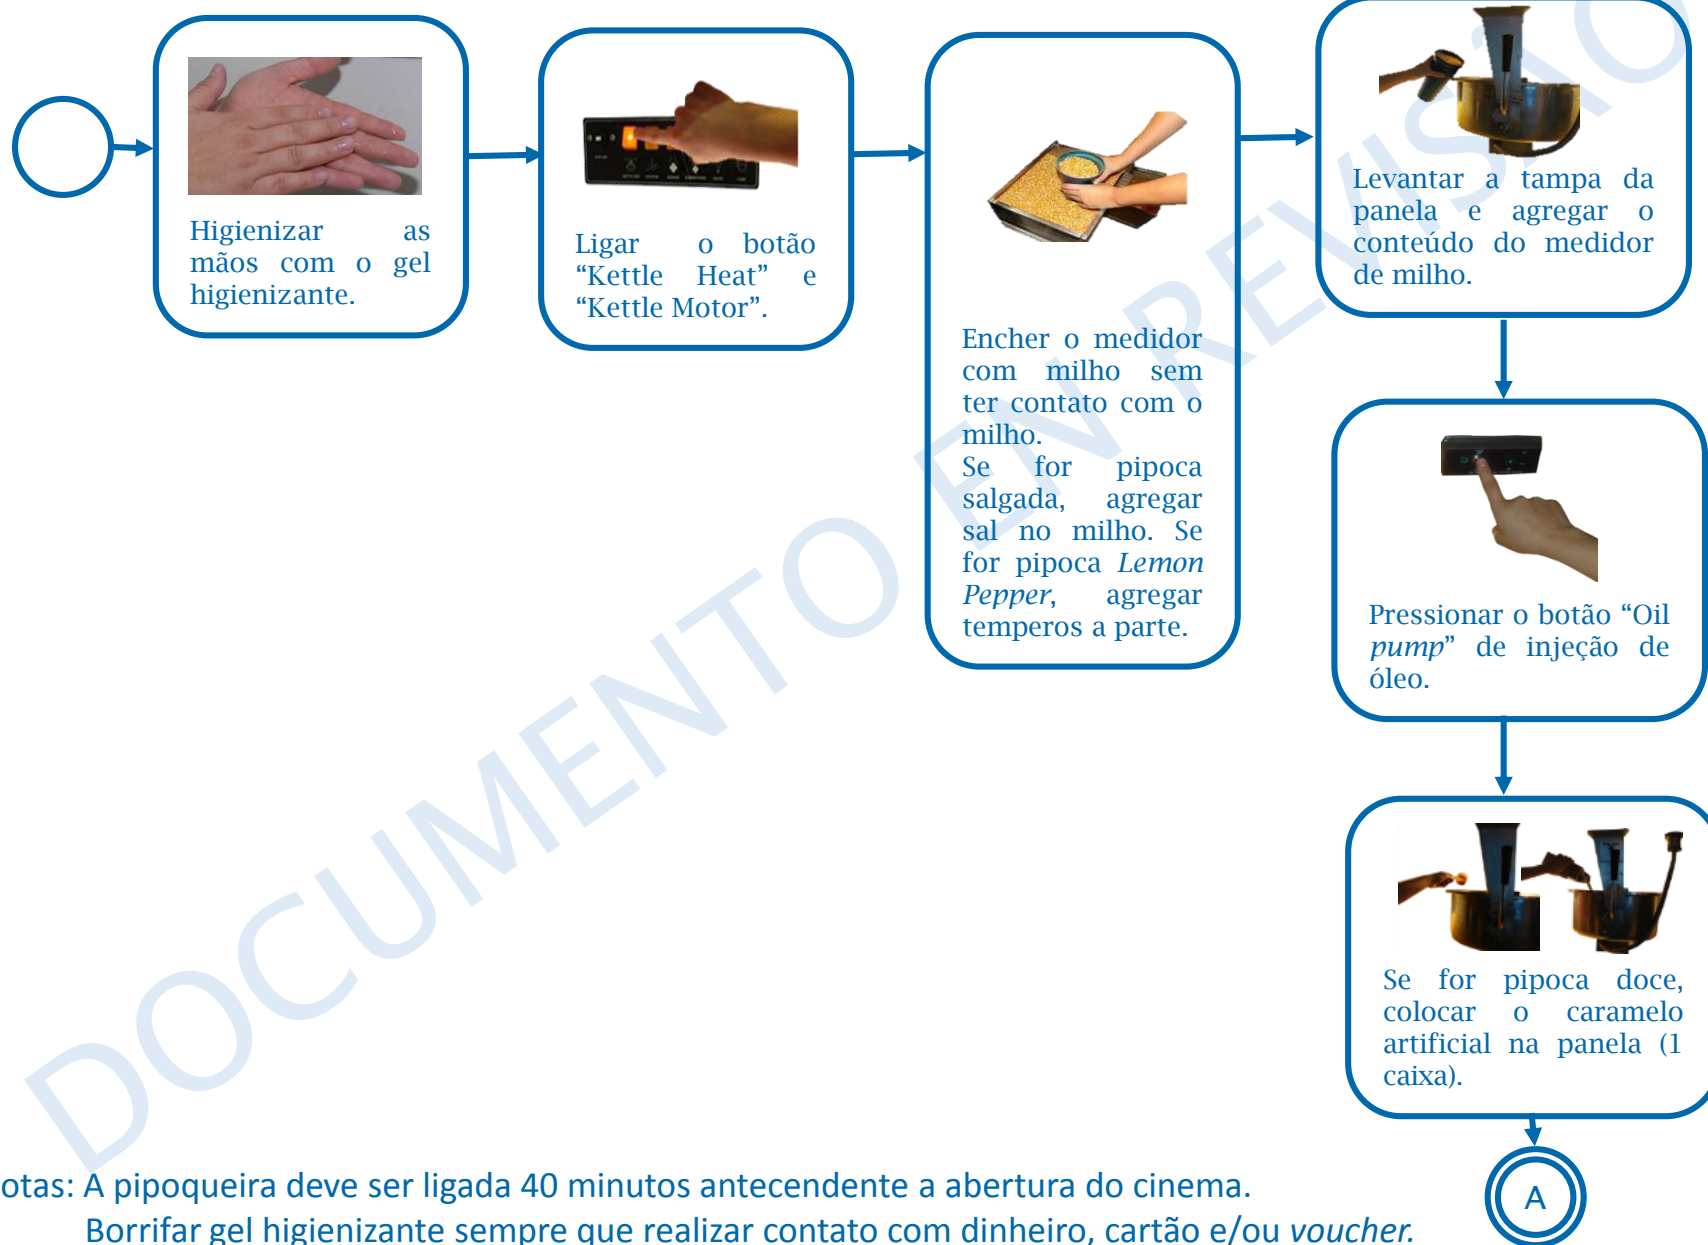 Higienizar as
mãos com o gel
higienizante.
Ligar o botão
“Kettle Heat” e
“Kettle Motor”.
Encher o medidor
com milho sem
ter contato com o
milho.
Se for pipoca
salgada, agregar
sal no milho. Se
for pipoca Lemon
Pepper, agregar
temperos a parte.
Levantar a tampa da
panela e agregar o
conteúdo do medidor
de milho.
Pressionar o botão “Oil
pump” de injeção de
óleo.
Se for pipoca doce,
colocar o caramelo
artificial na panela (1
caixa).
A
otas: A pipoqueira deve ser ligada 40 minutos antecendente a abertura do cinema.
Borrifar gel higienizante sempre que realizar contato com dinheiro, cartão e/ou voucher.
DOCUMENTO EN REVISÃO